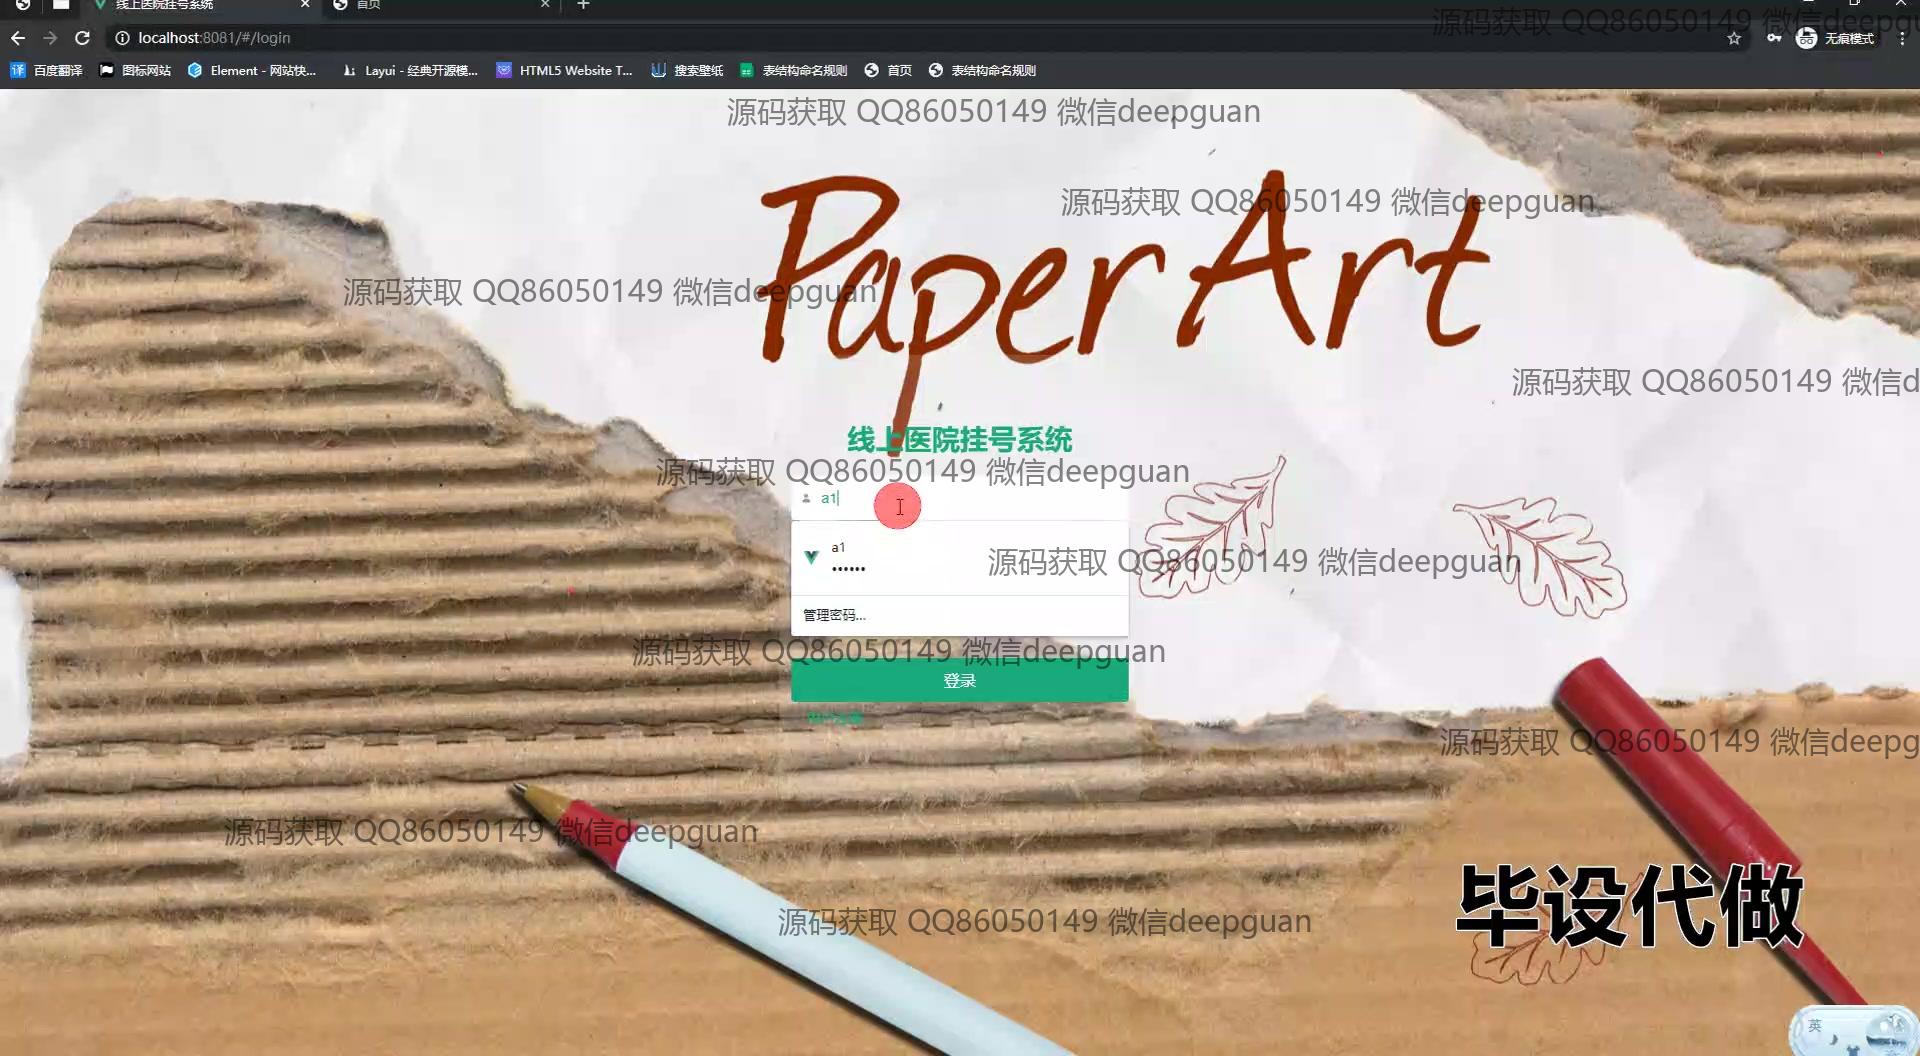 线上医院挂号系统
首页
localhost:8081/#/login
无痕模式
百度翻译
图标网站
Element - 网站快...
Layui - 经典开源模...
HTML5 Website T...
搜索壁纸
表结构命名规则
首页
表结构命名规则
源码获取 QQ86050149 微信deepgu
源码获取 QQ86050149 微信deepguan
源码获取 QQ86050149 微信deepguan
Paper Art
源码获取 QQ86050149 微信deepguan
源码获取 QQ86050149 微信d
线上医院挂号系统
源码获取 QQ86050149 微信deepguan
a1
a1
••••••
源码获取 QQ86050149 微信deepguan
管理密码...
源码获取 QQ86050149 微信deepguan
登录
源码获取 QQ86050149 微信deepg
源码获取 QQ86050149 微信deepguan
毕设代做
源码获取 QQ86050149 微信deepguan
英